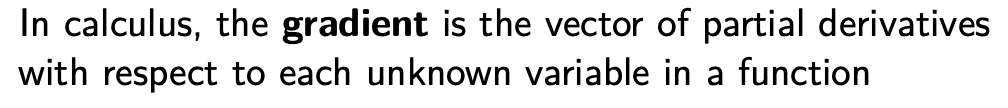 In calculus, the gradient is the vector of partial derivatives
with respect to each unknown variable in a function